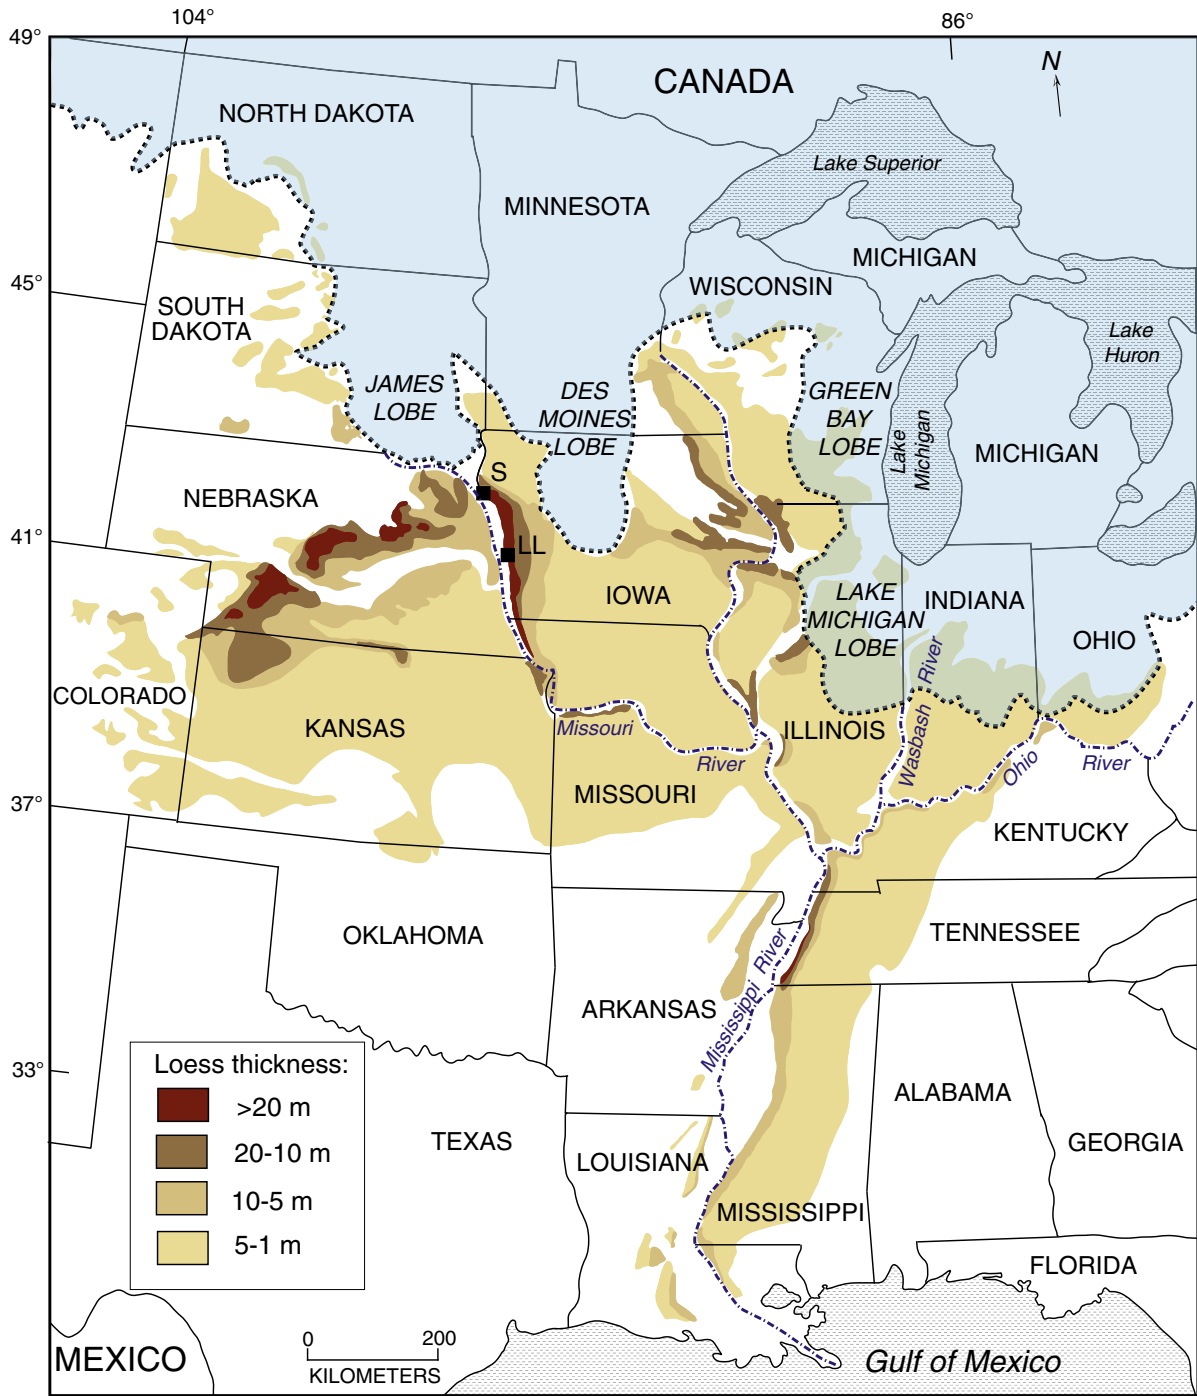 104°
86°
49°
N
CANADA
NORTH DAKOTA
Lake Superior
MINNESOTA
MICHIGAN
45°
WISCONSIN
SOUTH
DAKOTA
Lake
Huron
JAMES
LOBE
DES
MOINES
LOBE
GREEN
BAY
LOBE
Lake
Michigan
MICHIGAN
S
NEBRASKA
41°
LL
IOWA
LAKE
MICHIGAN
LOBE
INDIANA
OHIO
COLORADO
KANSAS
Missouri
River
ILLINOIS
Wasbash River
Ohio
River
37°
MISSOURI
KENTUCKY
OKLAHOMA
TENNESSEE
ARKANSAS
Mississippi River
33°
Loess thickness:
>20 m
20-10 m
10-5 m
5-1 m
ALABAMA
TEXAS
GEORGIA
LOUISIANA
MISSISSIPPI
FLORIDA
0 200
KILOMETERS
MEXICO
Gulf of Mexico